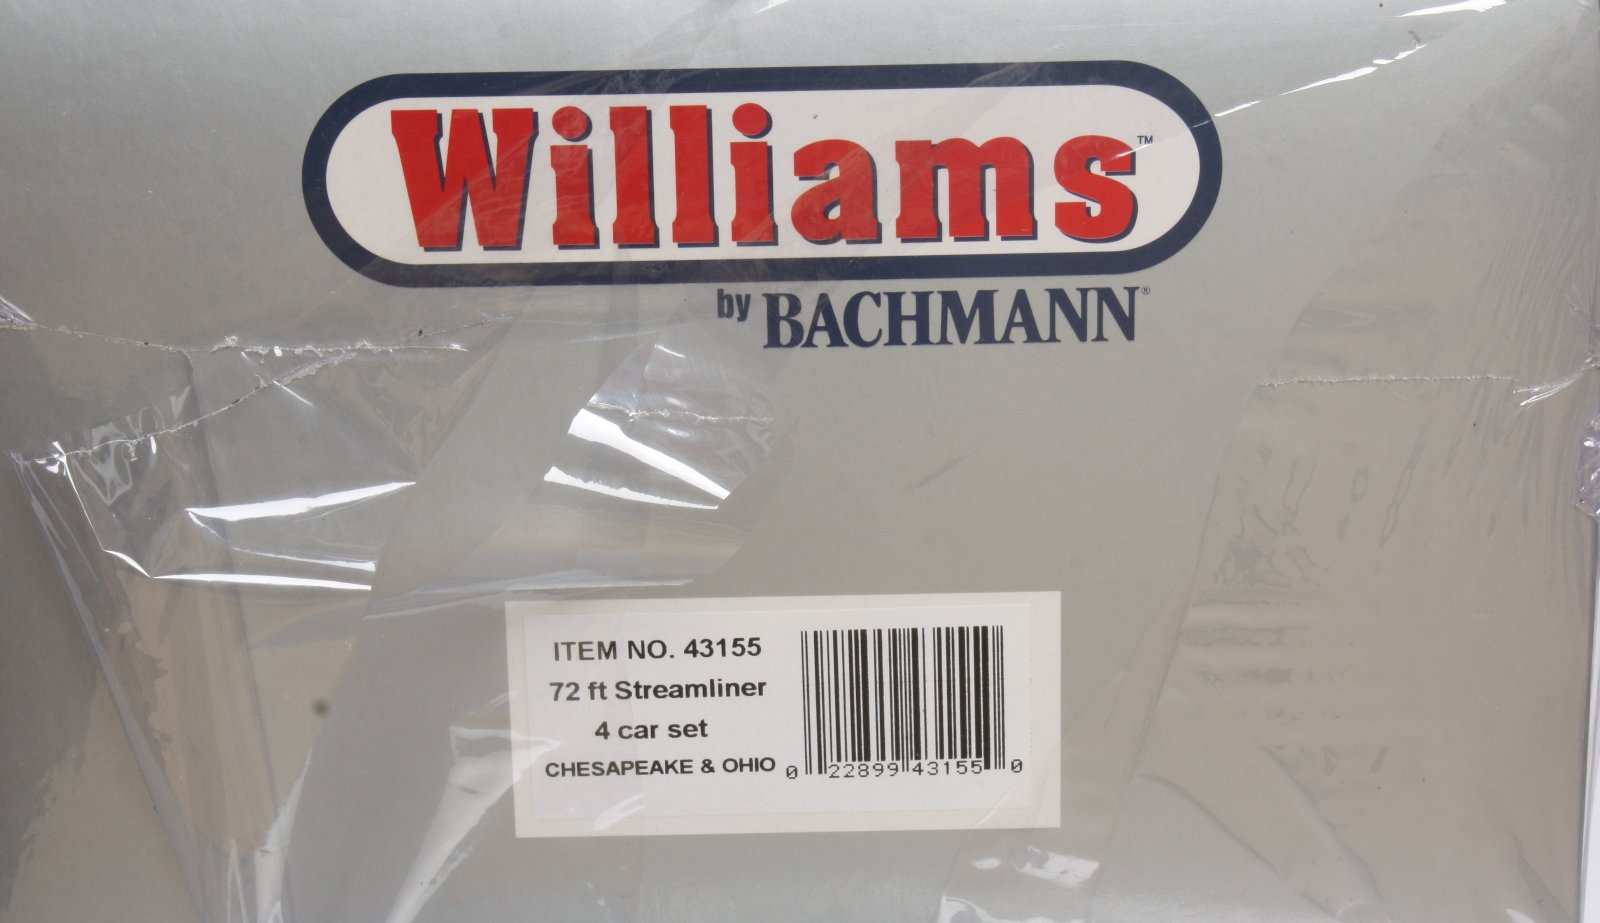 Williams™
by BACHMANN®
ITEM NO. 43155
72 ft Streamliner
4 car set
CHESAPEAKE & OHIO
0 22899 43155 0